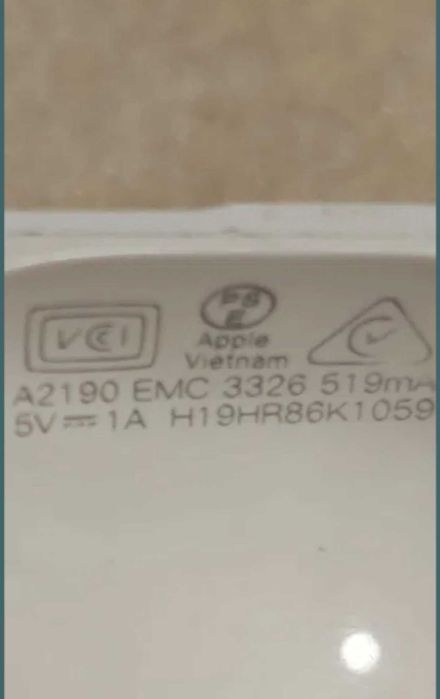 VCI
PS
E
Apple
Vietnam
A2190 EMC 3326 519mA
5V⎓1A H19HR86K1059